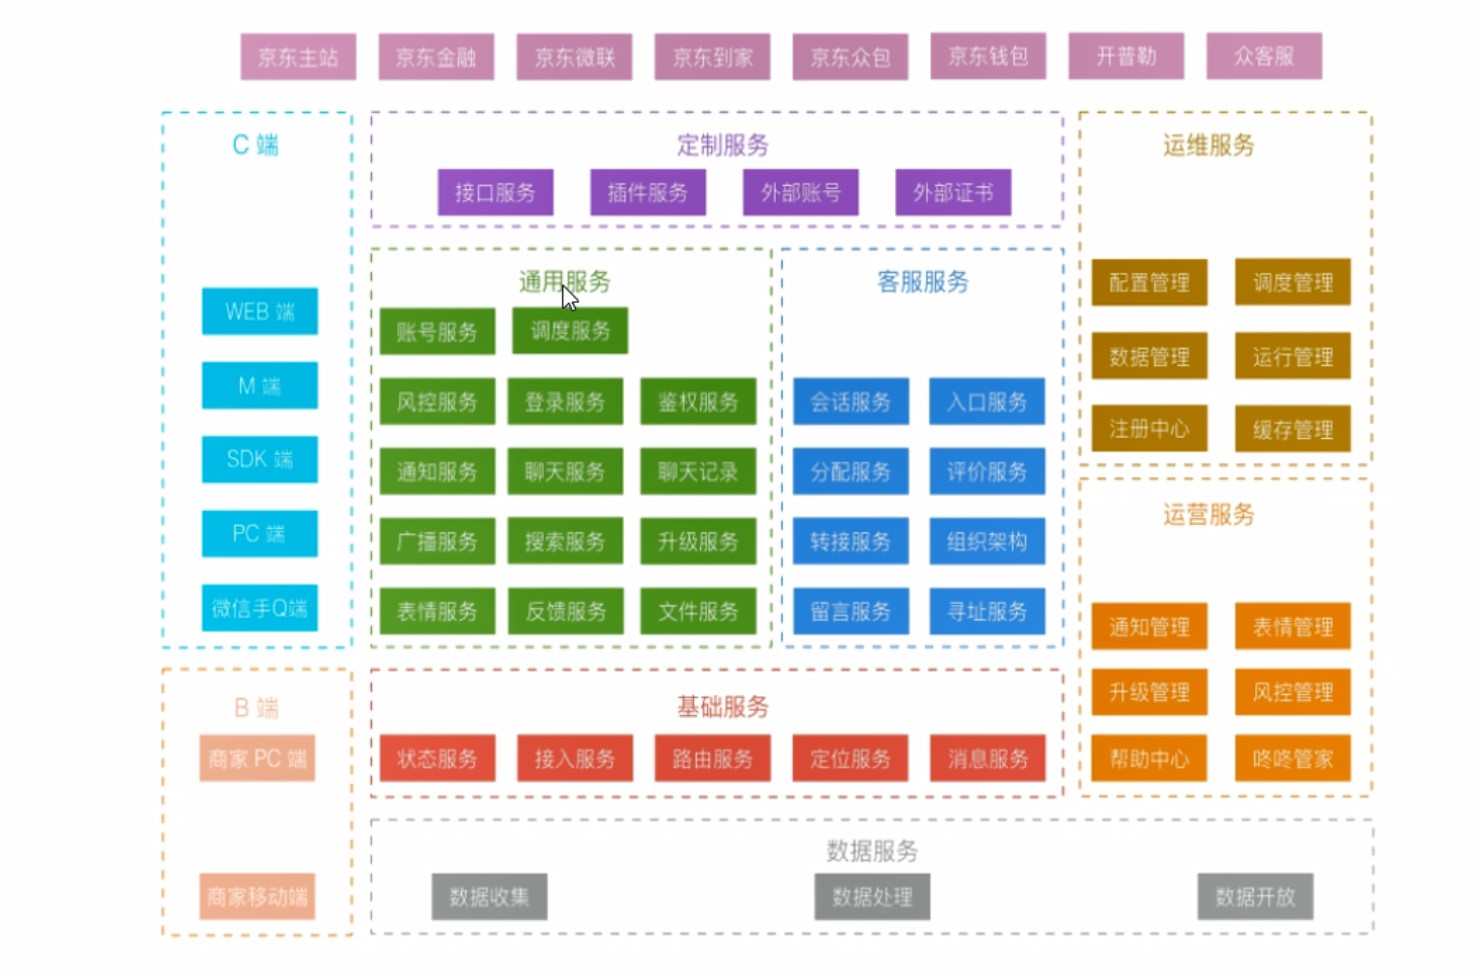 京东主站
京东金融
京东微联
京东到家
京东众包
京东钱包
开普勒
众客服
C 端
WEB 端
M 端
SDK 端
PC 端
微信手Q端
B 端
商家 PC 端
商家移动端
定制服务
接口服务
插件服务
外部账号
外部证书
通用服务
账号服务
调度服务
风控服务
登录服务
鉴权服务
通知服务
聊天服务
聊天记录
广播服务
搜索服务
升级服务
表情服务
反馈服务
文件服务
客服服务
会话服务
入口服务
分配服务
评价服务
转接服务
组织架构
留言服务
寻址服务
基础服务
状态服务
接入服务
路由服务
定位服务
消息服务
运维服务
配置管理
调度管理
数据管理
运行管理
注册中心
缓存管理
运营服务
通知管理
表情管理
升级管理
风控管理
帮助中心
咚咚管家
数据服务
数据收集
数据处理
数据开放